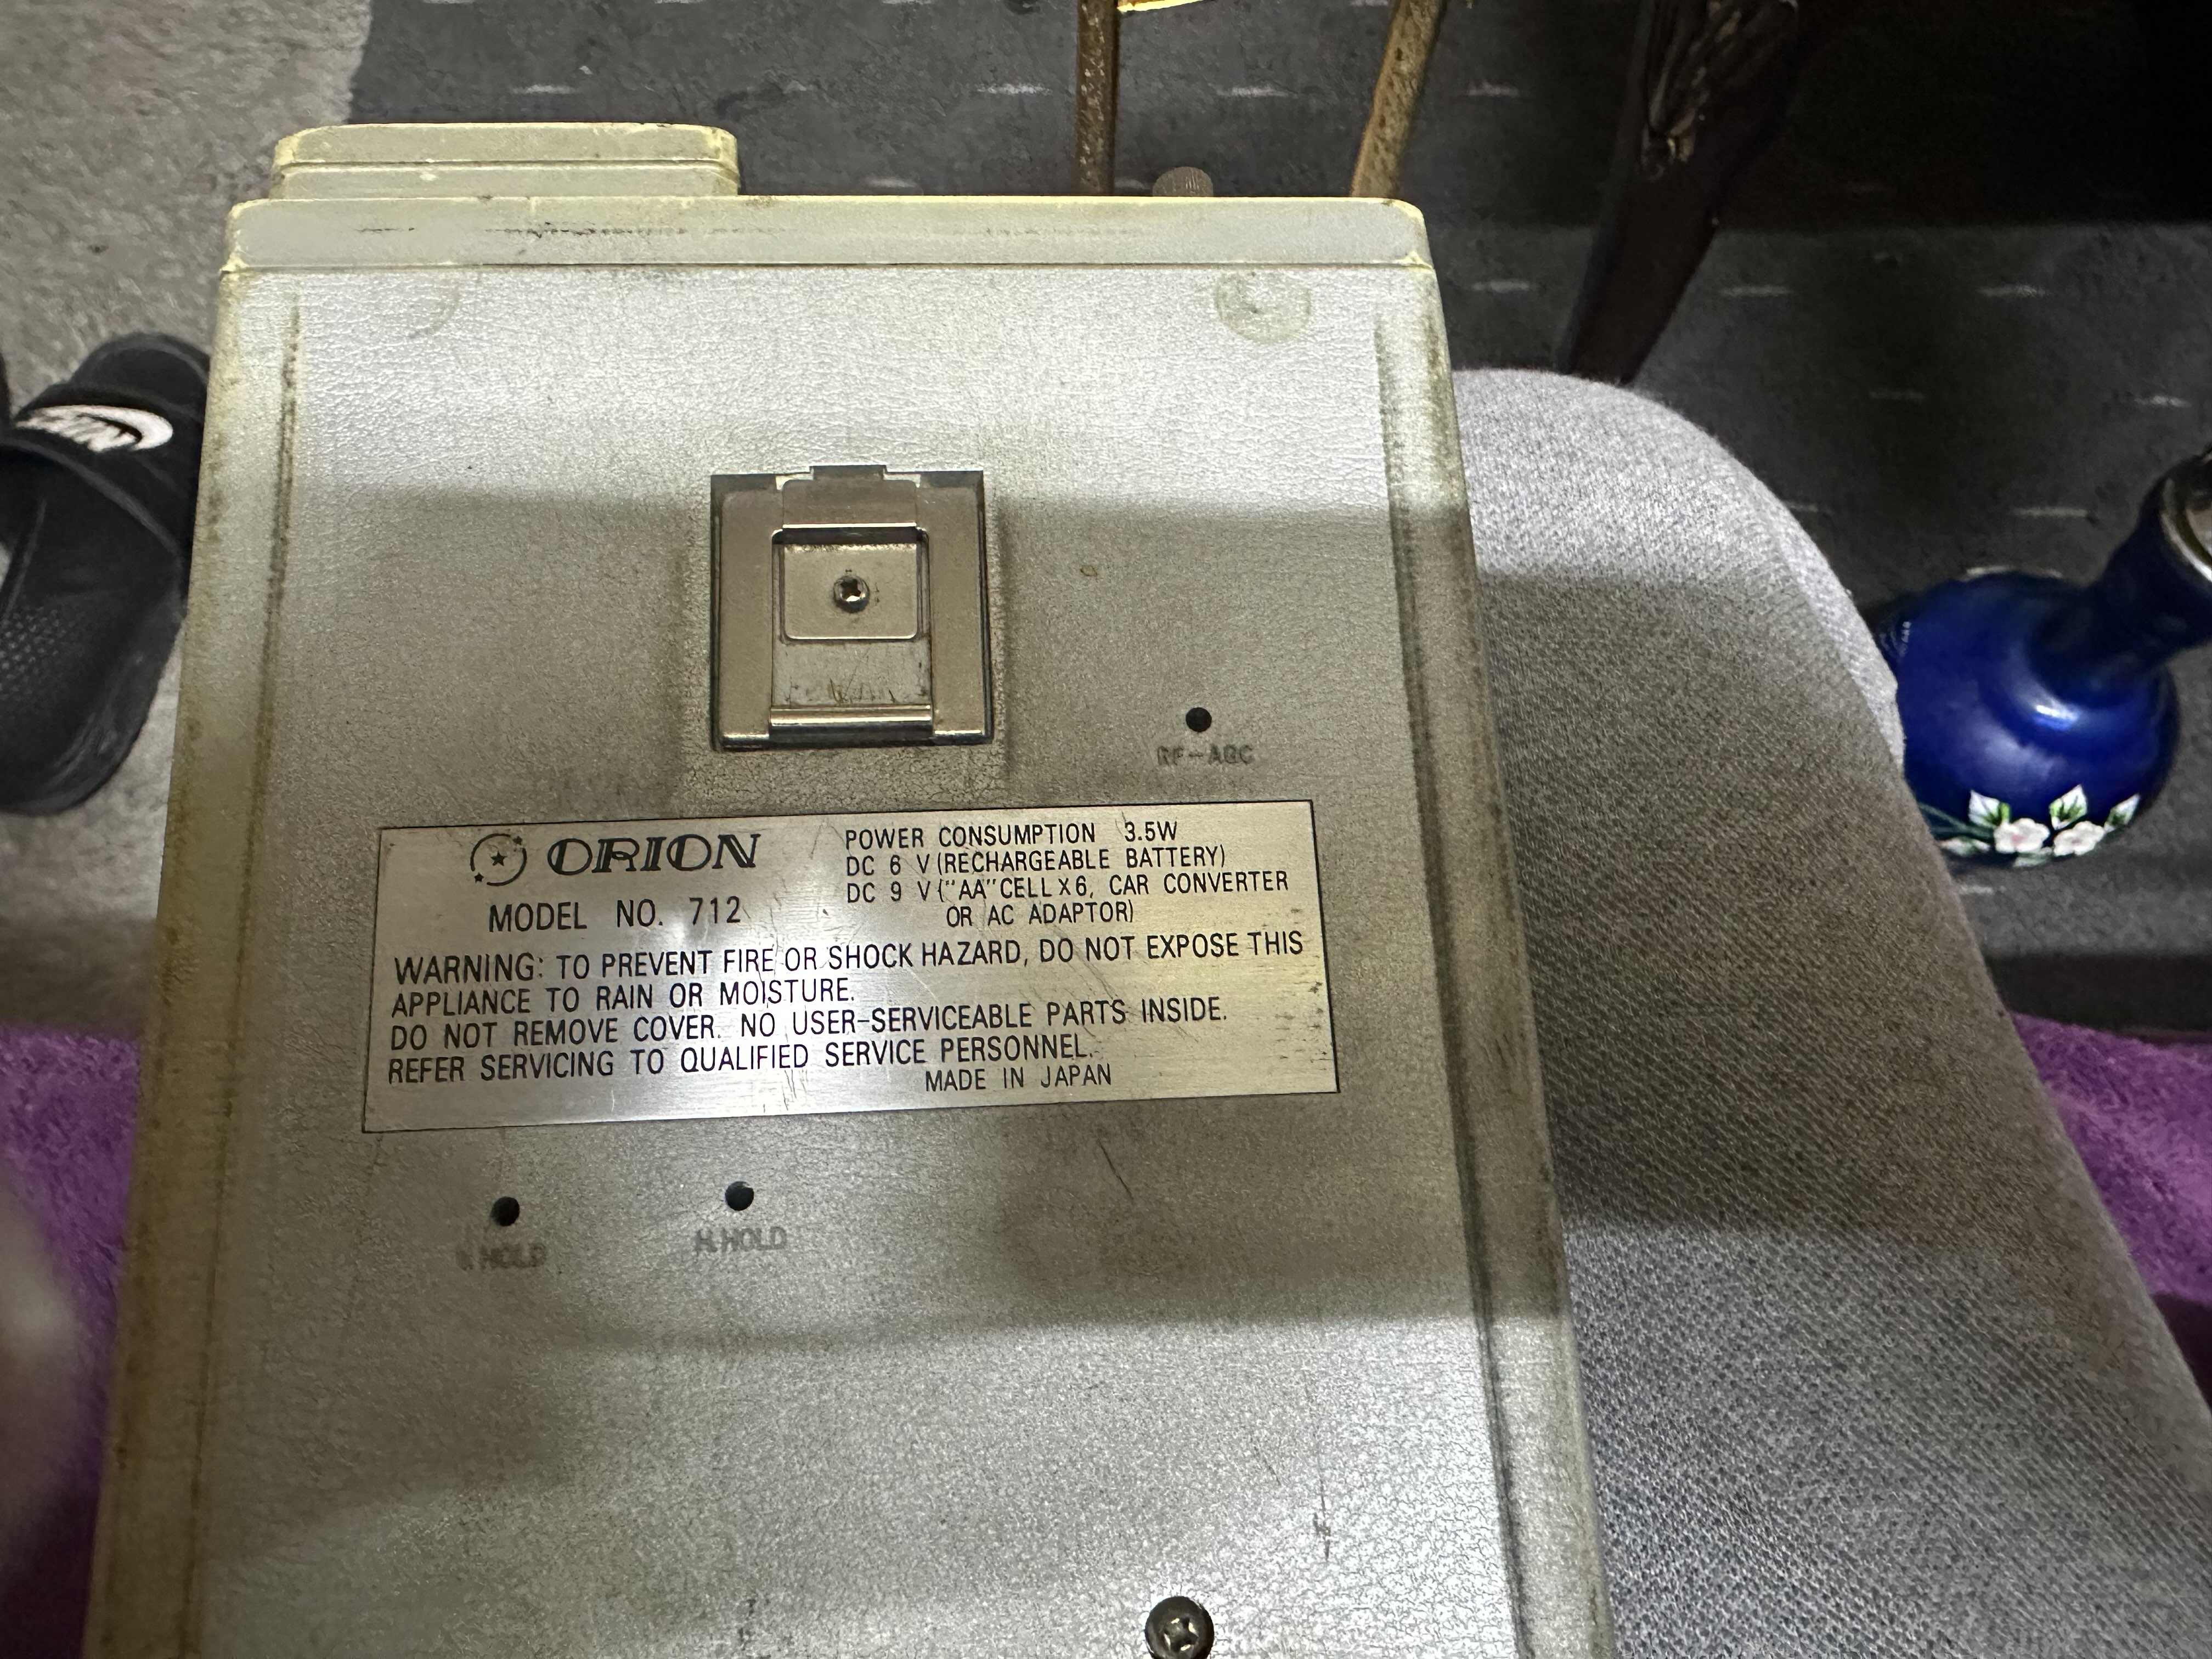 RF-AGC
ORION
MODEL NO. 712
POWER CONSUMPTION 3.5W
DC 6 V (RECHARGEABLE BATTERY)
DC 9 V ("AA" CELL X 6, CAR CONVERTER
OR AC ADAPTOR)
WARNING: TO PREVENT FIRE OR SHOCK HAZARD, DO NOT EXPOSE THIS
APPLIANCE TO RAIN OR MOISTURE.
DO NOT REMOVE COVER. NO USER-SERVICEABLE PARTS INSIDE.
REFER SERVICING TO QUALIFIED SERVICE PERSONNEL.
MADE IN JAPAN
V HOLD
H.HOLD